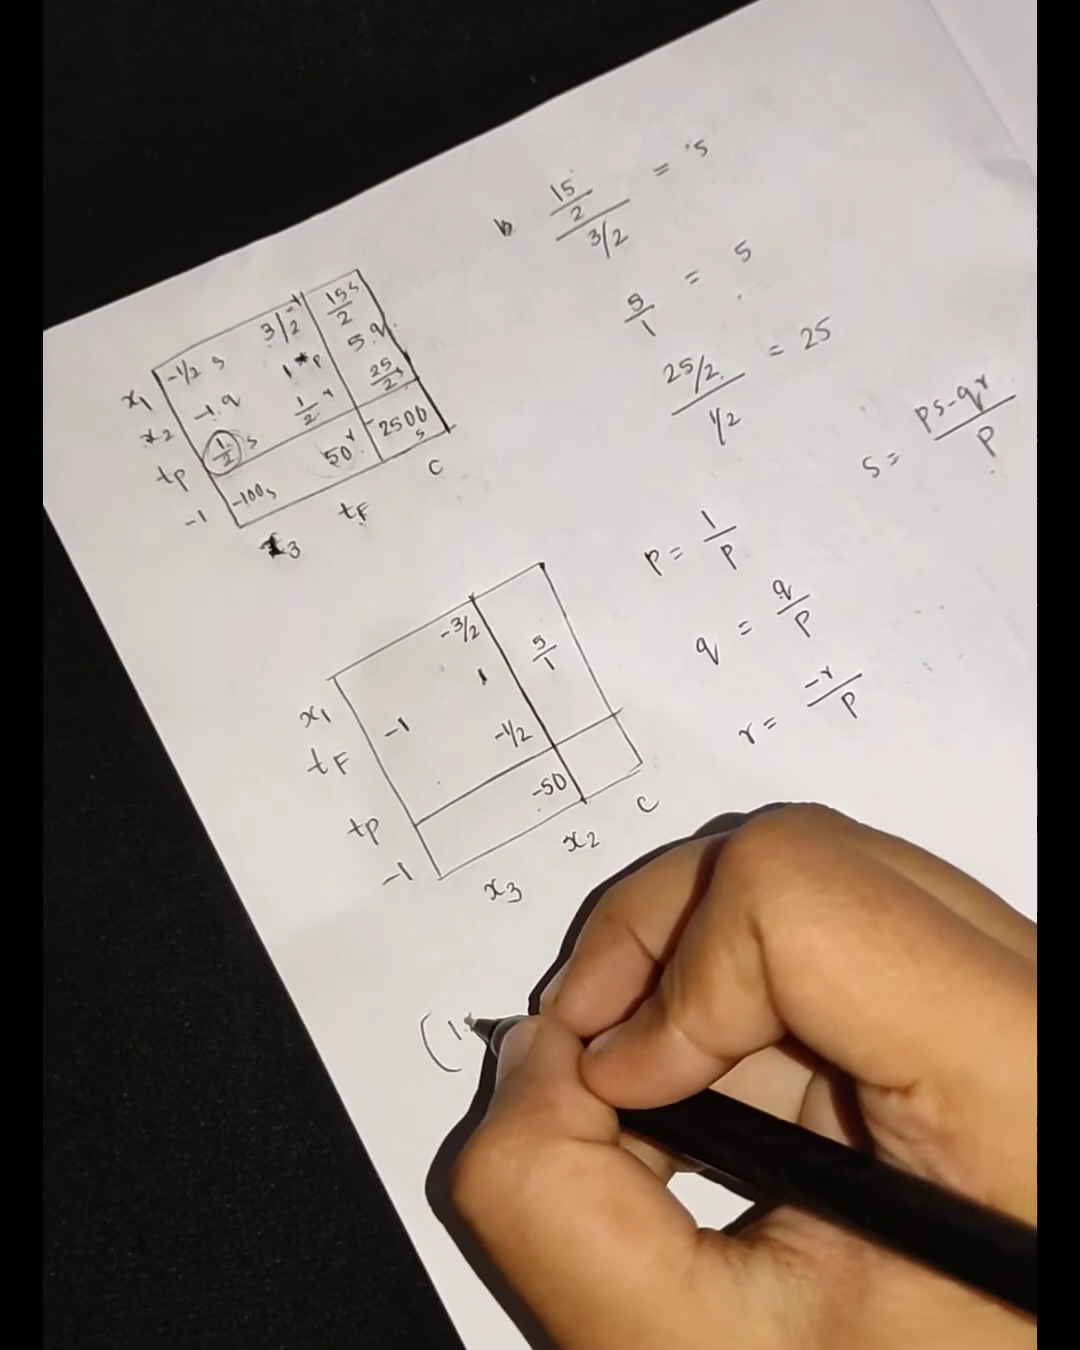 x₁ -1/2 s 3/2 r 15/2 s
x₂ -1 q 1* p 5 q
tp 1/2 s 1/2 r 25/2 s
-1 -100 s 50 r -2500 s
x₃ tF C
15/2 / 3/2 = 5
5/1 = 5
25/2 / 1/2 = 25
s = ps-qr / p
p = 1/p
q = q/p
r = -r/p
x₁ -3/2
tF -1 1 5/1
tp -1/2
-1 -50
x₃ x₂ C
(1.